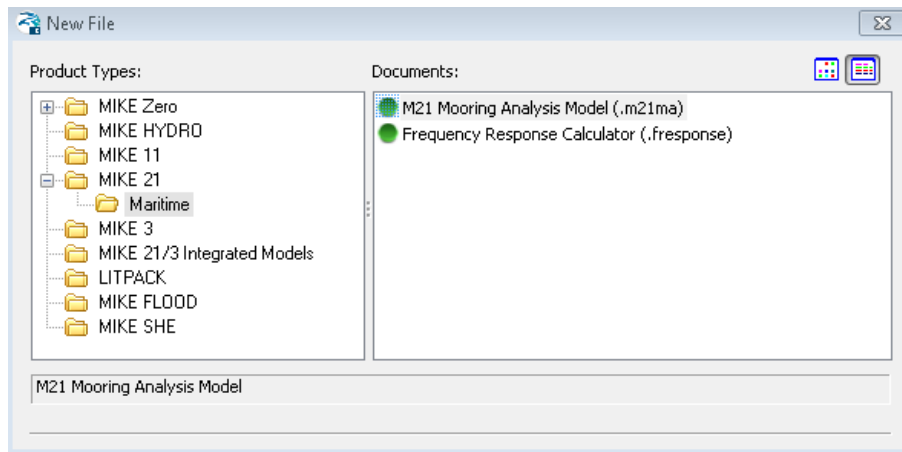 New File
Product Types:
Documents:
MIKE Zero
MIKE HYDRO
MIKE 11
MIKE 21
Maritime
MIKE 3
MIKE 21/3 Integrated Models
LITPACK
MIKE FLOOD
MIKE SHE
M21 Mooring Analysis Model (.m21ma)
Frequency Response Calculator (.fresponse)
M21 Mooring Analysis Model